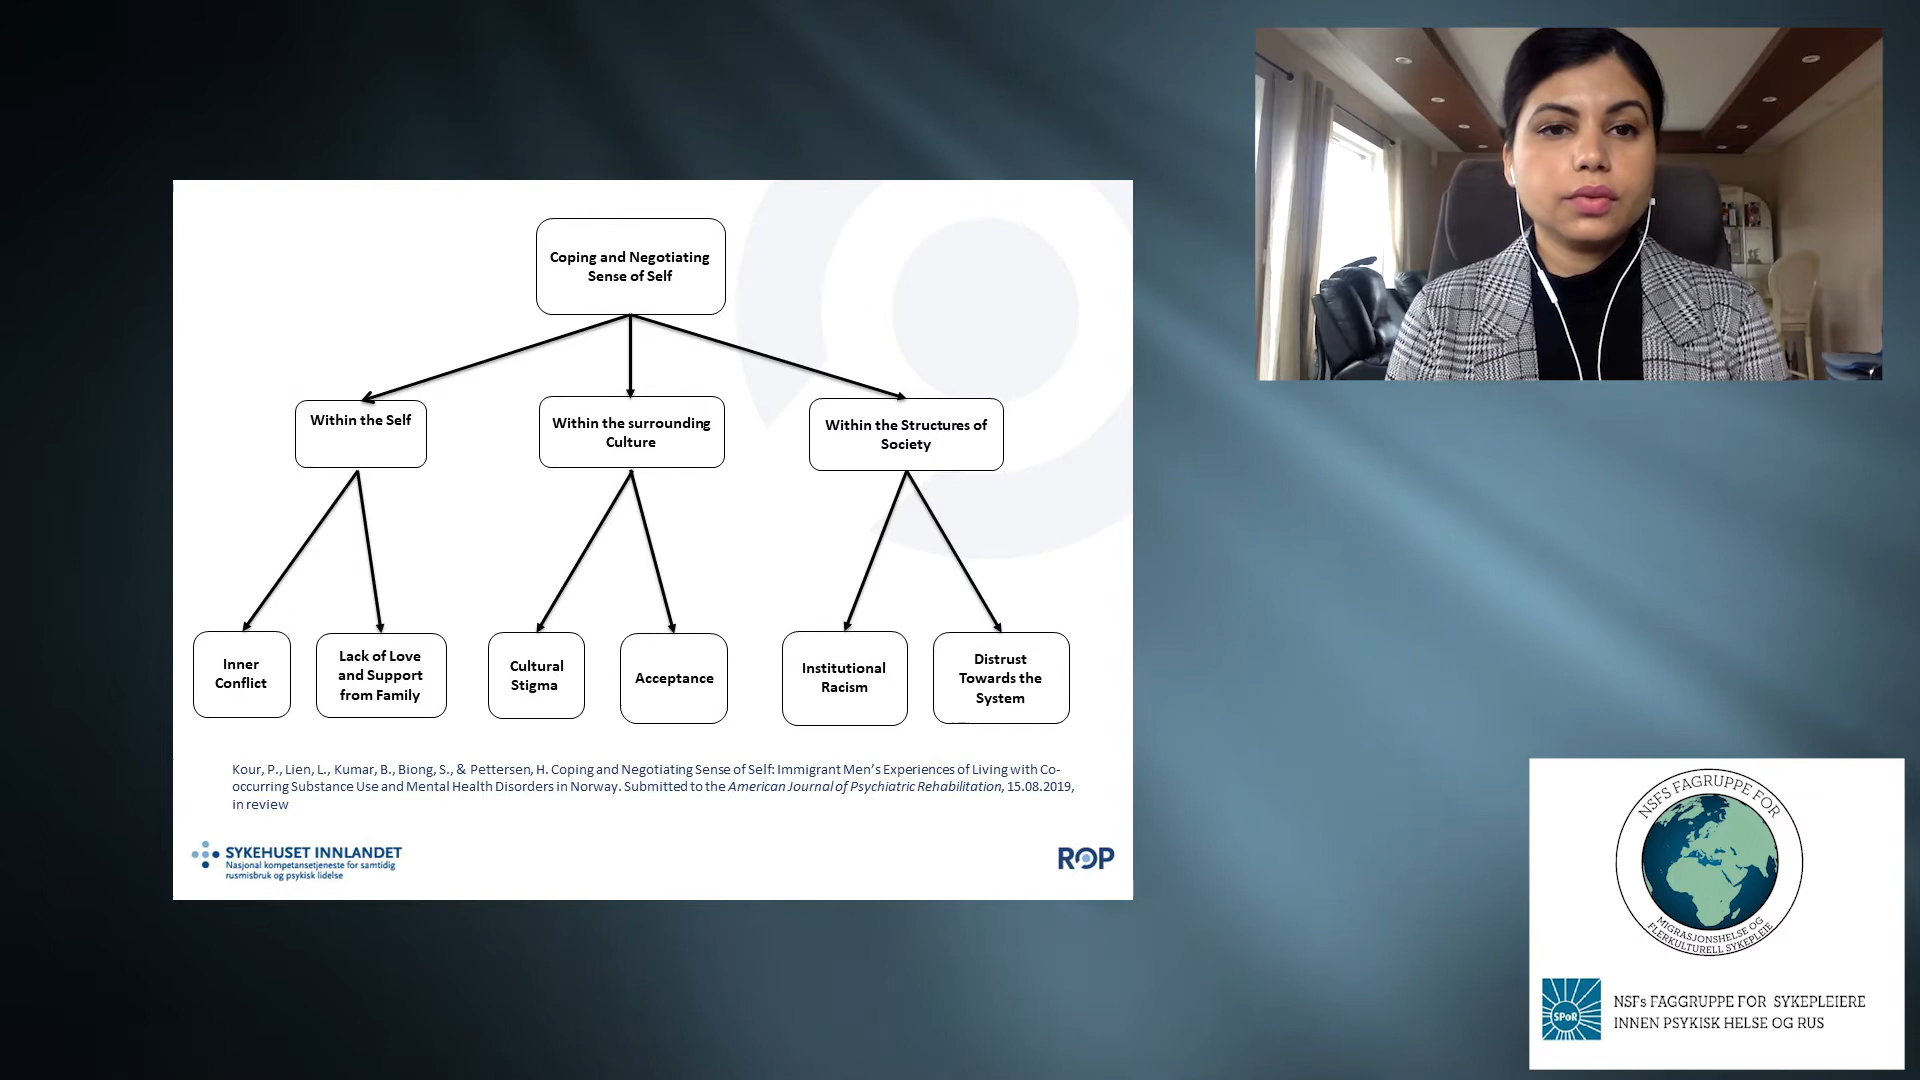 Coping and Negotiating
Sense of Self
Within the Self
Within the surrounding
Culture
Within the Structures of
Society
Inner
Conflict
Lack of Love
and Support
from Family
Cultural
Stigma
Acceptance
Institutional
Racism
Distrust
Towards the
System
Kour, P., Lien, L., Kumar, B., Biong, S., & Pettersen, H. Coping and Negotiating Sense of Self: Immigrant Men's Experiences of Living with Co-
occurring Substance Use and Mental Health Disorders in Norway. Submitted to the American Journal of Psychiatric Rehabilitation, 15.08.2019,
in review
SYKEHUSET INNLANDET
Nasjonal kompetansetjeneste for samtidig
rusmisbruk og psykisk lidelse
ROP
NSFS FAGRUPPE FOR
MIGRASJONSHELSE OG
FLERKULTURELL SYKEPLEIE
SPoR
NSFs FAGGRUPPE FOR SYKEPLEIERE
INNEN PSYKISK HELSE OG RUS